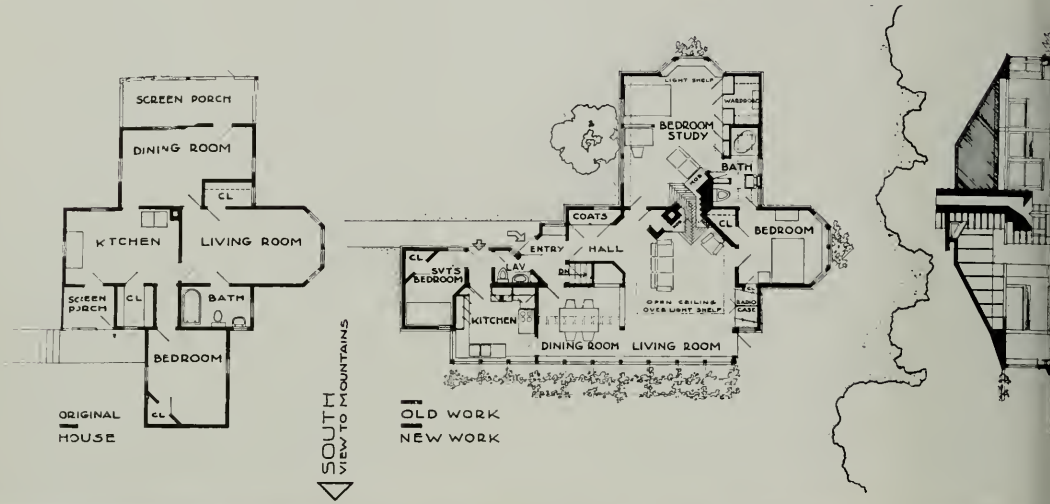 SCREEN PORCH
DINING ROOM
CL
KITCHEN
LIVING ROOM
SCREEN
PORCH
CL
BATH
BEDROOM
CL
ORIGINAL
HOUSE
SOUTH
VIEW TO MOUNTAINS
LIGHT SHELF
WARDROBE
BEDROOM
STUDY
BATH
COATS
CL
BEDROOM
ENTRY
HALL
CL
SVT'S
BEDROOM
LAV
DN
CL
RADIO
CASE
OPEN CEILING
OVER LIGHT SHELF
KITCHEN
DINING ROOM
LIVING ROOM
OLD WORK
NEW WORK